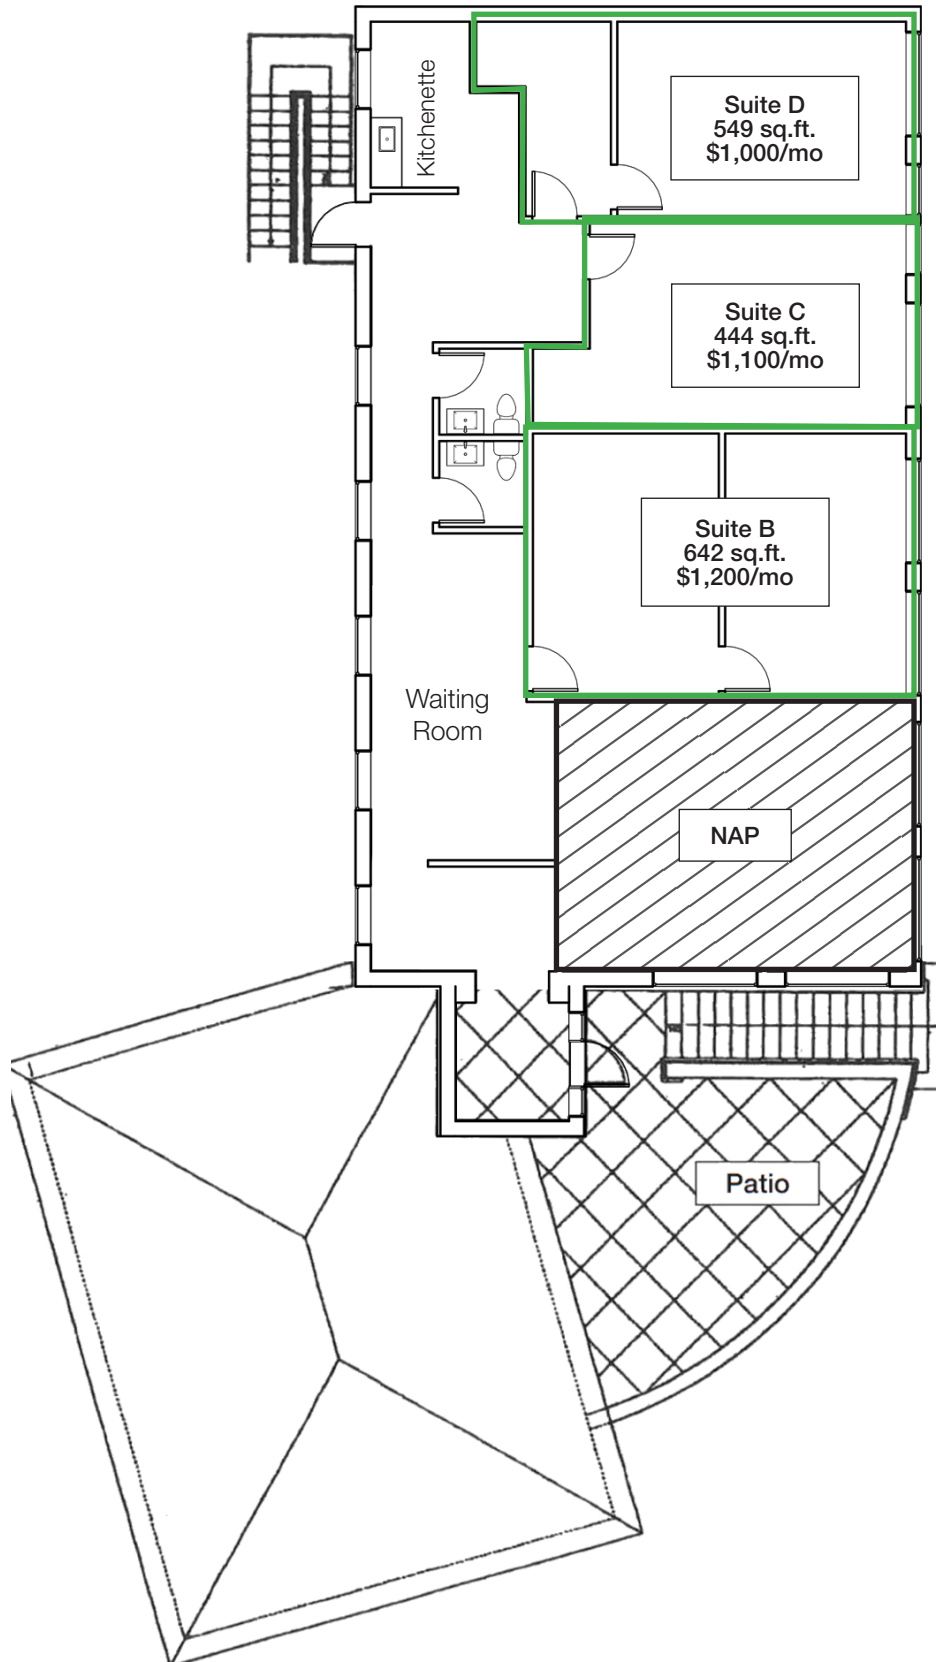 Kitchenette
Suite D
549 sq.ft.
$1,000/mo
Suite C
444 sq.ft.
$1,100/mo
Suite B
642 sq.ft.
$1,200/mo
Waiting
Room
NAP
Patio